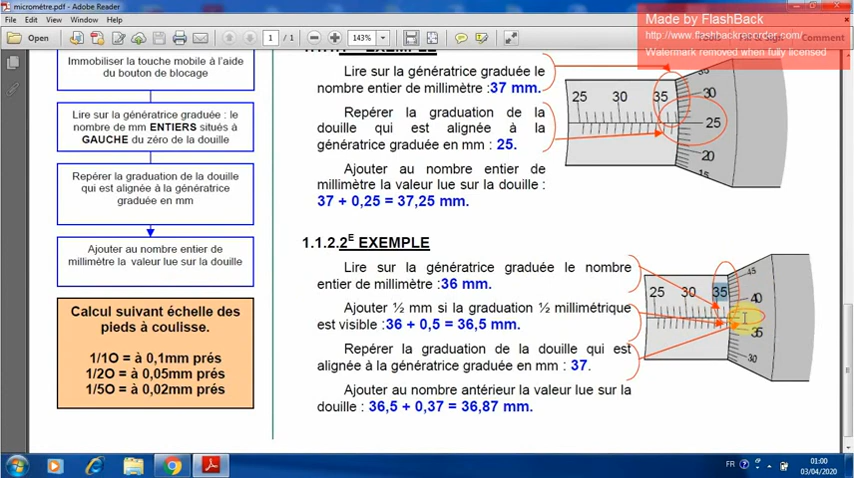 micrométre.pdf - Adobe Reader
File Edit View Window Help
Open
1 / 1
143%
Comment
Made by FlashBack
http://www.flashbackrecorder.com/
Watermark removed when fully licensed
Immobiliser la touche mobile à l'aide
du bouton de blocage
Lire sur la génératrice graduée : le
nombre de mm ENTIERS situés à
GAUCHE du zéro de la douille
Repérer la graduation de la douille
qui est alignée à la génératrice
graduée en mm
Ajouter au nombre entier de
millimètre la valeur lue sur la douille
Calcul suivant échelle des
pieds à coulisse.
1/1O = à 0,1mm prés
1/2O = à 0,05mm prés
1/5O = à 0,02mm prés
EXEMPLE
Lire sur la génératrice graduée le
nombre entier de millimètre :37 mm.
Repérer la graduation de la
douille qui est alignée à la
génératrice graduée en mm : 25.
Ajouter au nombre entier de
millimètre la valeur lue sur la douille :
37 + 0,25 = 37,25 mm.
25 30 35
30
25
20
15
1.1.2.2E EXEMPLE
Lire sur la génératrice graduée le nombre
entier de millimètre :36 mm.
Ajouter ½ mm si la graduation ½ millimétrique
est visible : 36 + 0,5 = 36,5 mm.
Repérer la graduation de la douille qui est
alignée à la génératrice graduée en mm : 37.
Ajouter au nombre antérieur la valeur lue sur la
douille : 36,5 + 0,37 = 36,87 mm.
25 30 35
45
40
35
30
FR
01:00
03/04/2020